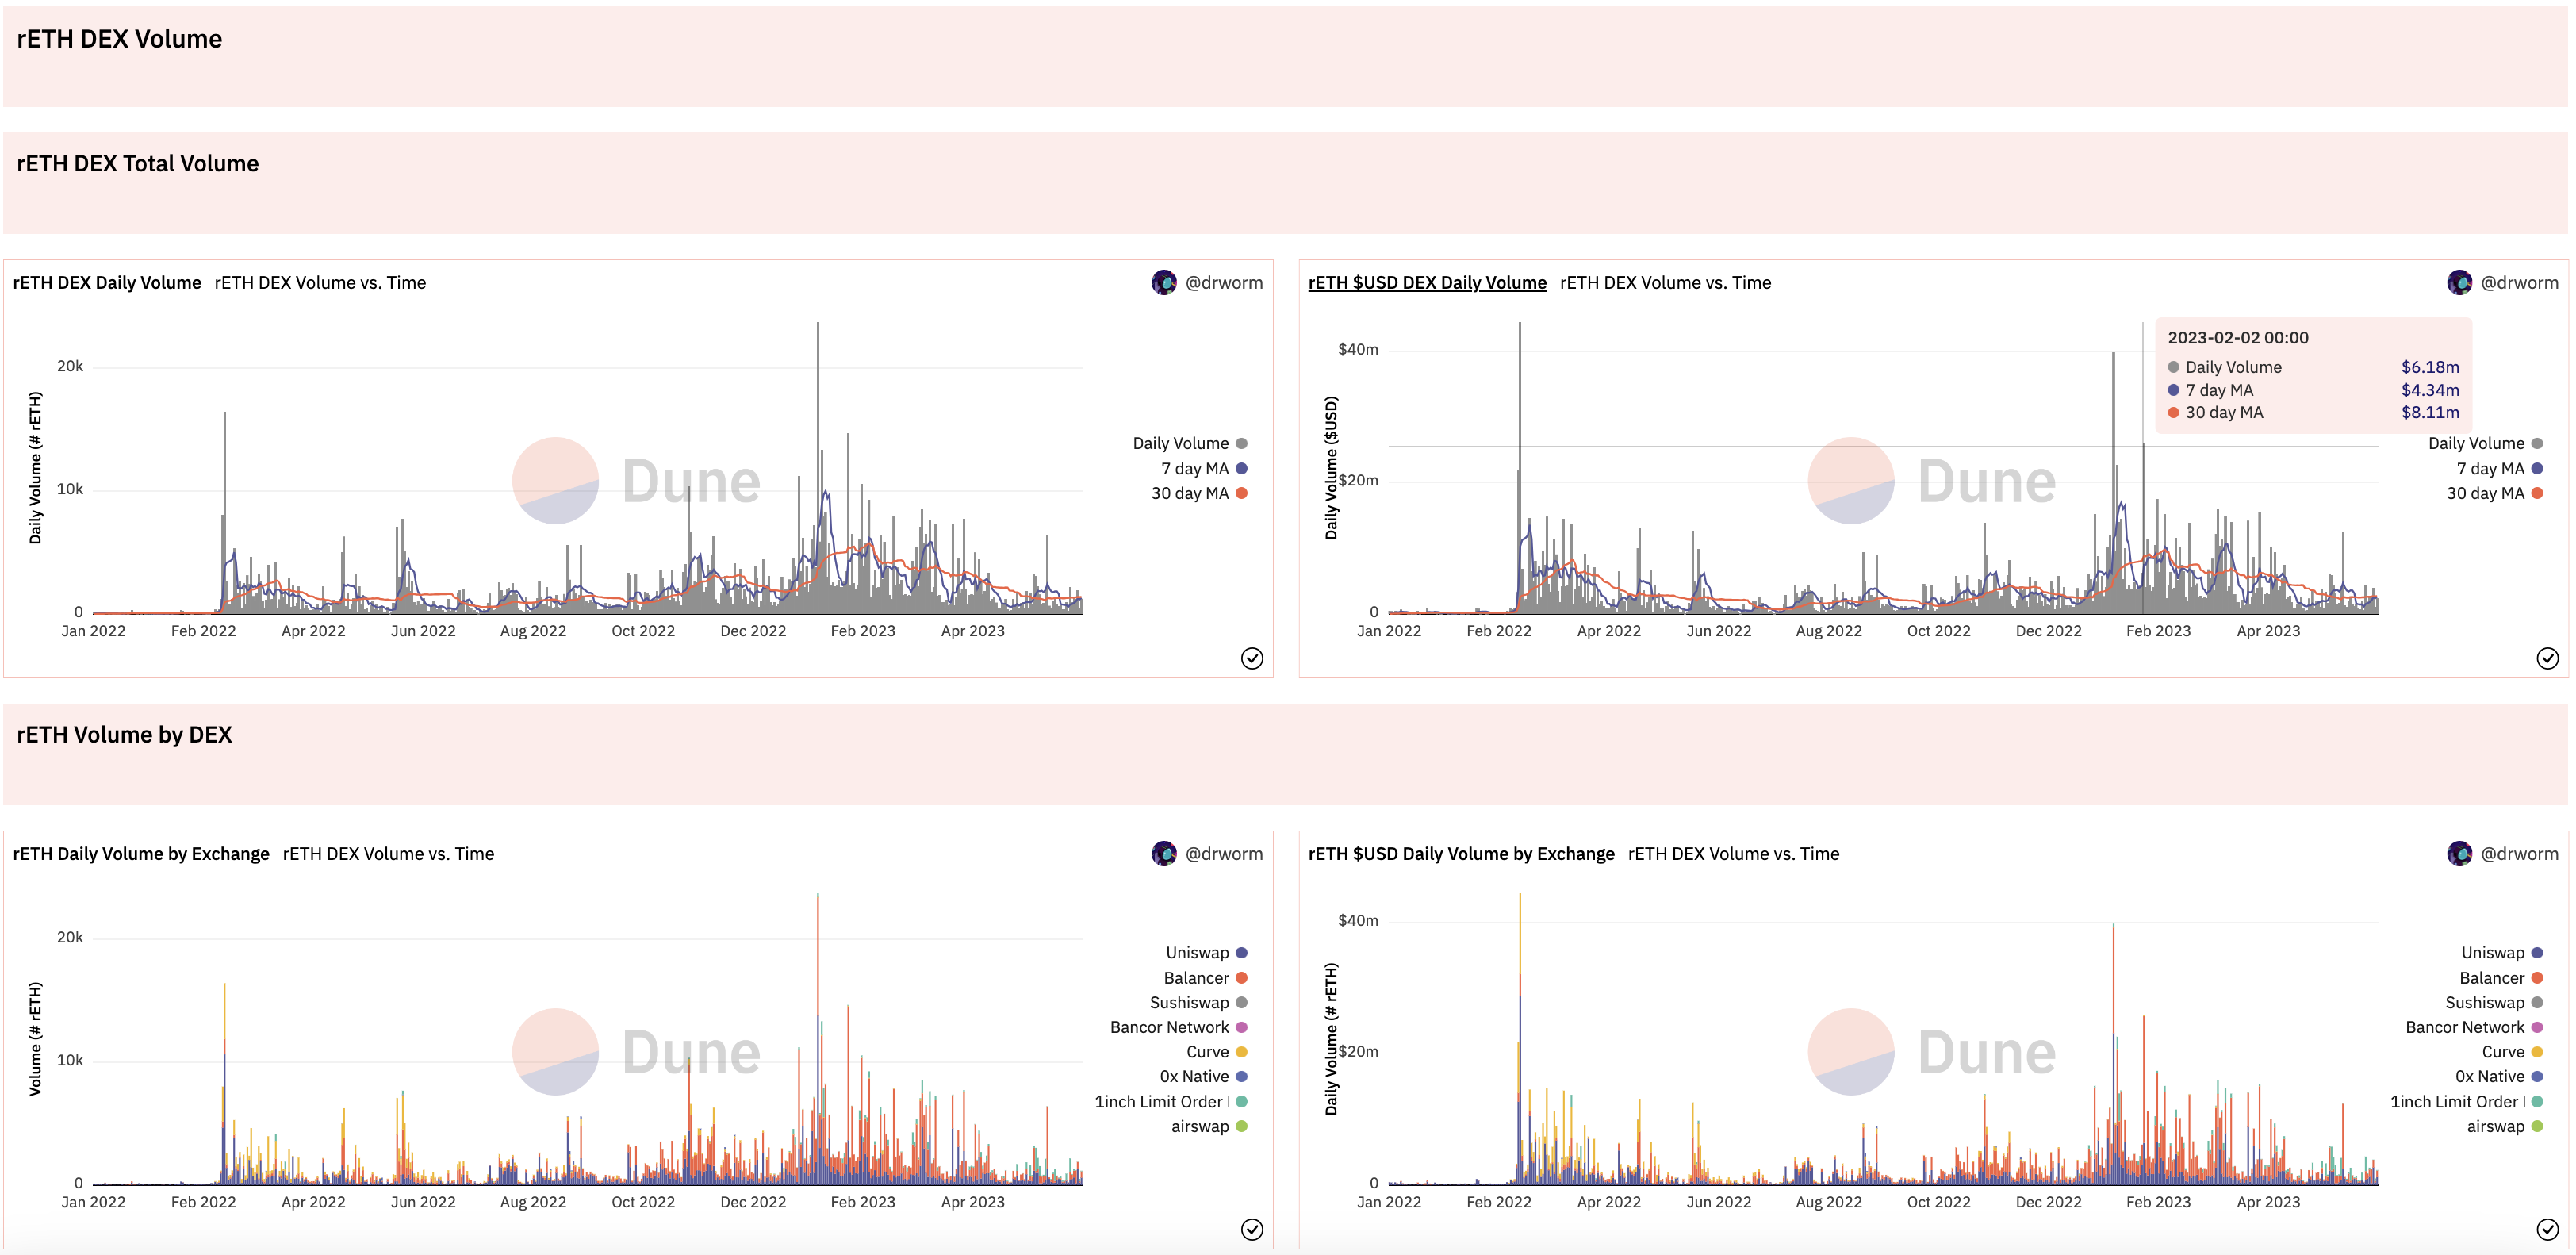 rETH DEX Volume
rETH DEX Total Volume
rETH DEX Daily Volume rETH DEX Volume vs. Time
@drworm
Daily Volume (# rETH)
20k
10k
0
Jan 2022 Feb 2022 Apr 2022 Jun 2022 Aug 2022 Oct 2022 Dec 2022 Feb 2023 Apr 2023
Dune
Daily Volume
7 day MA
30 day MA
rETH $USD DEX Daily Volume rETH DEX Volume vs. Time
@drworm
Daily Volume ($USD)
$40m
$20m
0
Jan 2022 Feb 2022 Apr 2022 Jun 2022 Aug 2022 Oct 2022 Dec 2022 Feb 2023 Apr 2023
Dune
2023-02-02 00:00
Daily Volume $6.18m
7 day MA $4.34m
30 day MA $8.11m
Daily Volume
7 day MA
30 day MA
rETH Volume by DEX
rETH Daily Volume by Exchange rETH DEX Volume vs. Time
@drworm
Volume (# rETH)
20k
10k
0
Jan 2022 Feb 2022 Apr 2022 Jun 2022 Aug 2022 Oct 2022 Dec 2022 Feb 2023 Apr 2023
Dune
Uniswap
Balancer
Sushiswap
Bancor Network
Curve
0x Native
1inch Limit Order
airswap
rETH $USD Daily Volume by Exchange rETH DEX Volume vs. Time
@drworm
Daily Volume (# rETH)
$40m
$20m
0
Jan 2022 Feb 2022 Apr 2022 Jun 2022 Aug 2022 Oct 2022 Dec 2022 Feb 2023 Apr 2023
Dune
Uniswap
Balancer
Sushiswap
Bancor Network
Curve
0x Native
1inch Limit Order
airswap